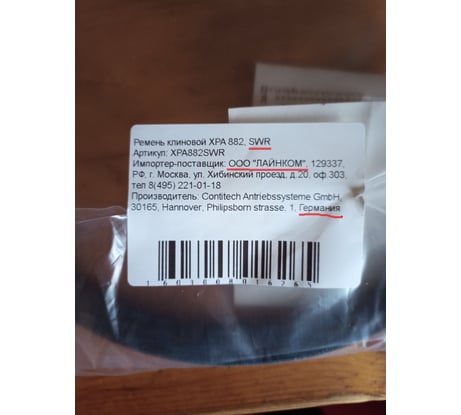 Ремень клиновой XPA 882, SWR
Артикул: XPA882SWR
Импортер-поставщик: ООО "ЛАЙНКОМ", 129337,
РФ, г. Москва, ул. Хибинский проезд, д.20, оф.303,
тел 8(495) 221-01-18
Производитель: Contitech Antriebssysteme GmbH,
30165, Hannover, Philipsborn strasse, 1, Германия